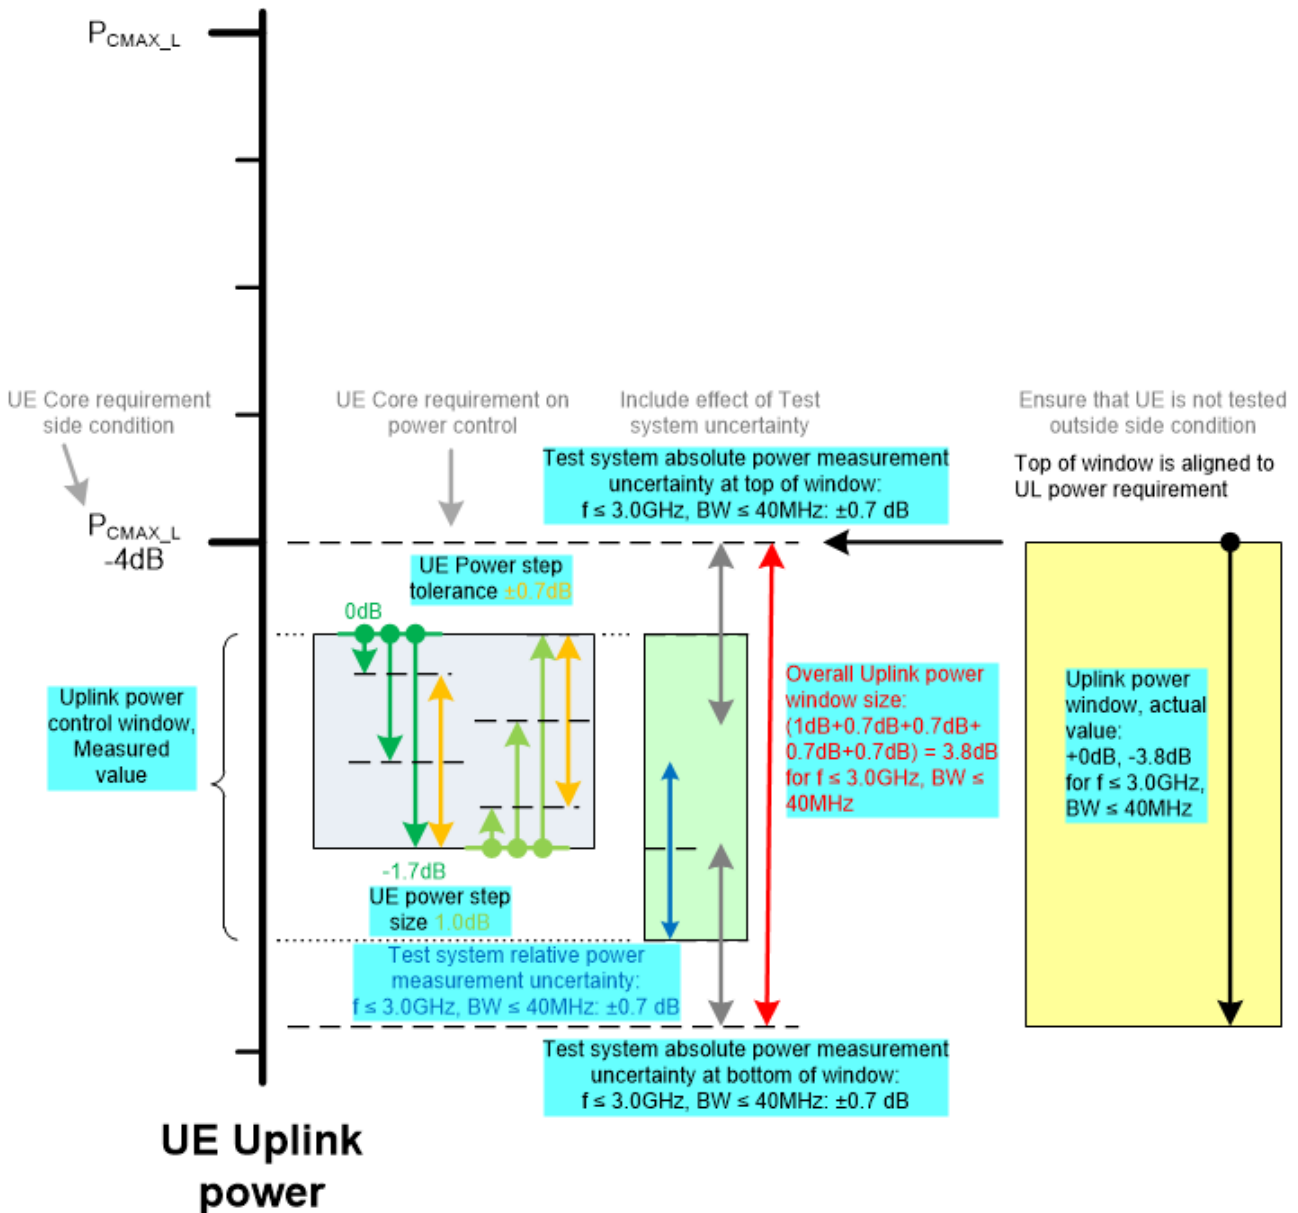 P_CMAX_L
UE Core requirement
side condition
UE Core requirement on
power control
Include effect of Test
system uncertainty
Ensure that UE is not tested
outside side condition
Test system absolute power measurement
uncertainty at top of window:
f ≤ 3.0GHz, BW ≤ 40MHz: ±0.7 dB
Top of window is aligned to
UL power requirement
P_CMAX_L
-4dB
UE Power step
tolerance ±0.7dB
0dB
Uplink power
control window,
Measured
value
Overall Uplink power
window size:
(1dB+0.7dB+0.7dB+
0.7dB+0.7dB) = 3.8dB
for f ≤ 3.0GHz, BW ≤
40MHz
Uplink power
window, actual
value:
+0dB, -3.8dB
for f ≤ 3.0GHz,
BW ≤ 40MHz
-1.7dB
UE power step
size 1.0dB
Test system relative power
measurement uncertainty:
f ≤ 3.0GHz, BW ≤ 40MHz: ±0.7 dB
Test system absolute power measurement
uncertainty at bottom of window:
f ≤ 3.0GHz, BW ≤ 40MHz: ±0.7 dB
UE Uplink
power